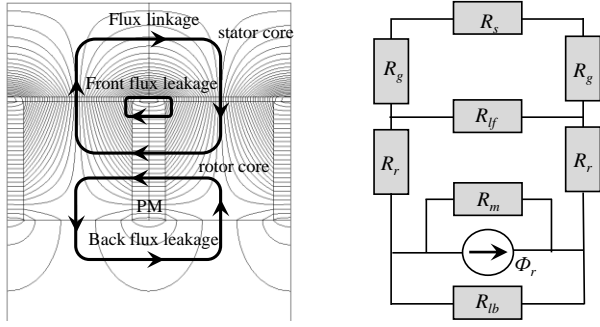 Flux linkage
stator core
Front flux leakage
rotor core
PM
Back flux leakage
R_s
R_g
R_g
R_lf
R_r
R_r
R_m
Φ_r
R_lb